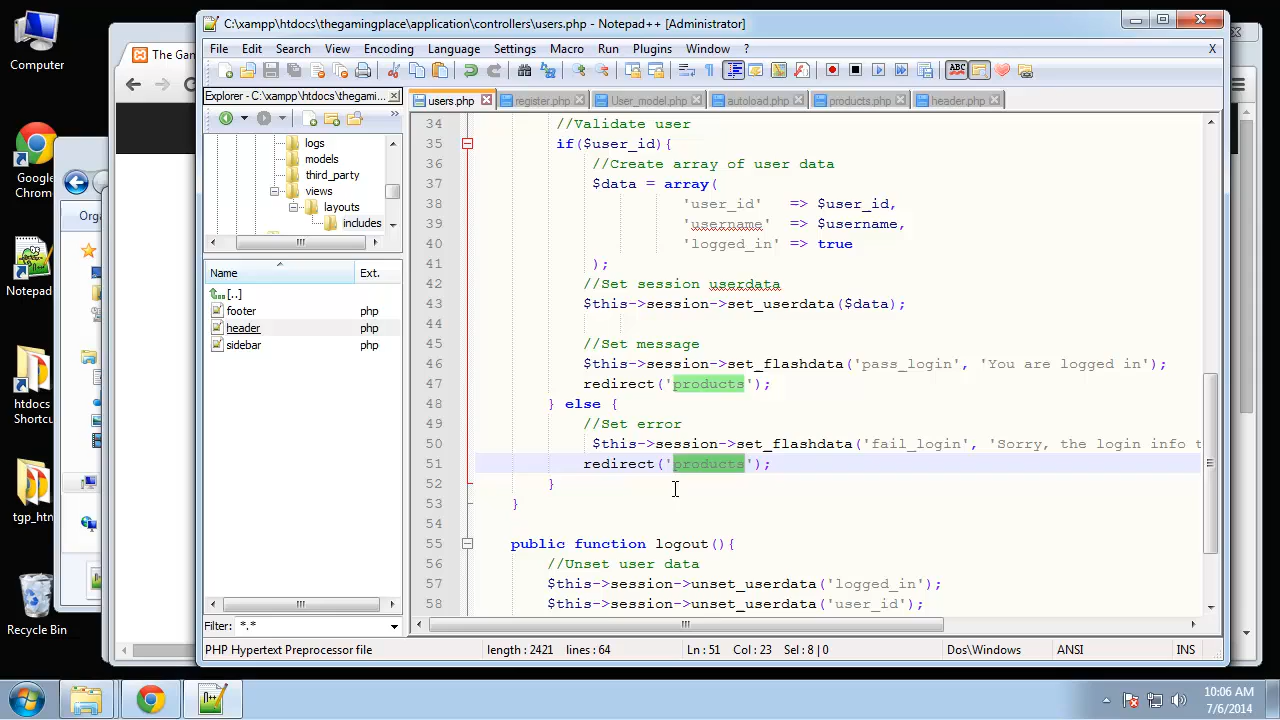 C:\xampp\htdocs\thegamingplace\application\controllers\users.php - Notepad++ [Administrator]
File Edit Search View Encoding Language Settings Macro Run Plugins Window ? X
Computer
The Gam
Explorer - C:\xampp\htdocs\thegami...
users.php register.php User_model.php autoload.php products.php header.php
logs
models
third_party
views
layouts
includes
Name Ext.
[..]
footer php
header php
sidebar php
Filter: *.*
Google
Chrom
Notepad
htdocs
Shortcu
tgp_htn
Recycle Bin
Orga
34 //Validate user
35 if($user_id){
36 //Create array of user data
37 $data = array(
38 'user_id' => $user_id,
39 'username' => $username,
40 'logged_in' => true
41 );
42 //Set session userdata
43 $this->session->set_userdata($data);
44
45 //Set message
46 $this->session->set_flashdata('pass_login', 'You are logged in');
47 redirect('products');
48 } else {
49 //Set error
50 $this->session->set_flashdata('fail_login', 'Sorry, the login info t
51 redirect('products');
52 }
53 }
54
55 public function logout(){
56 //Unset user data
57 $this->session->unset_userdata('logged_in');
58 $this->session->unset_userdata('user_id');
PHP Hypertext Preprocessor file length : 2421 lines : 64 Ln : 51 Col : 23 Sel : 8 | 0 Dos\Windows ANSI INS
10:06 AM
7/6/2014